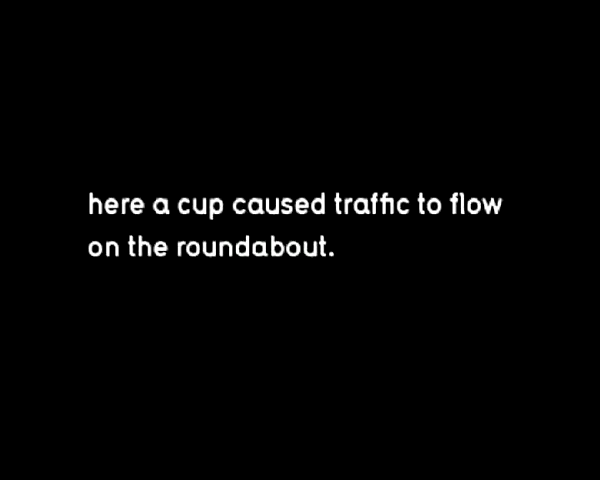 here a cup caused traffic to flow
on the roundabout.